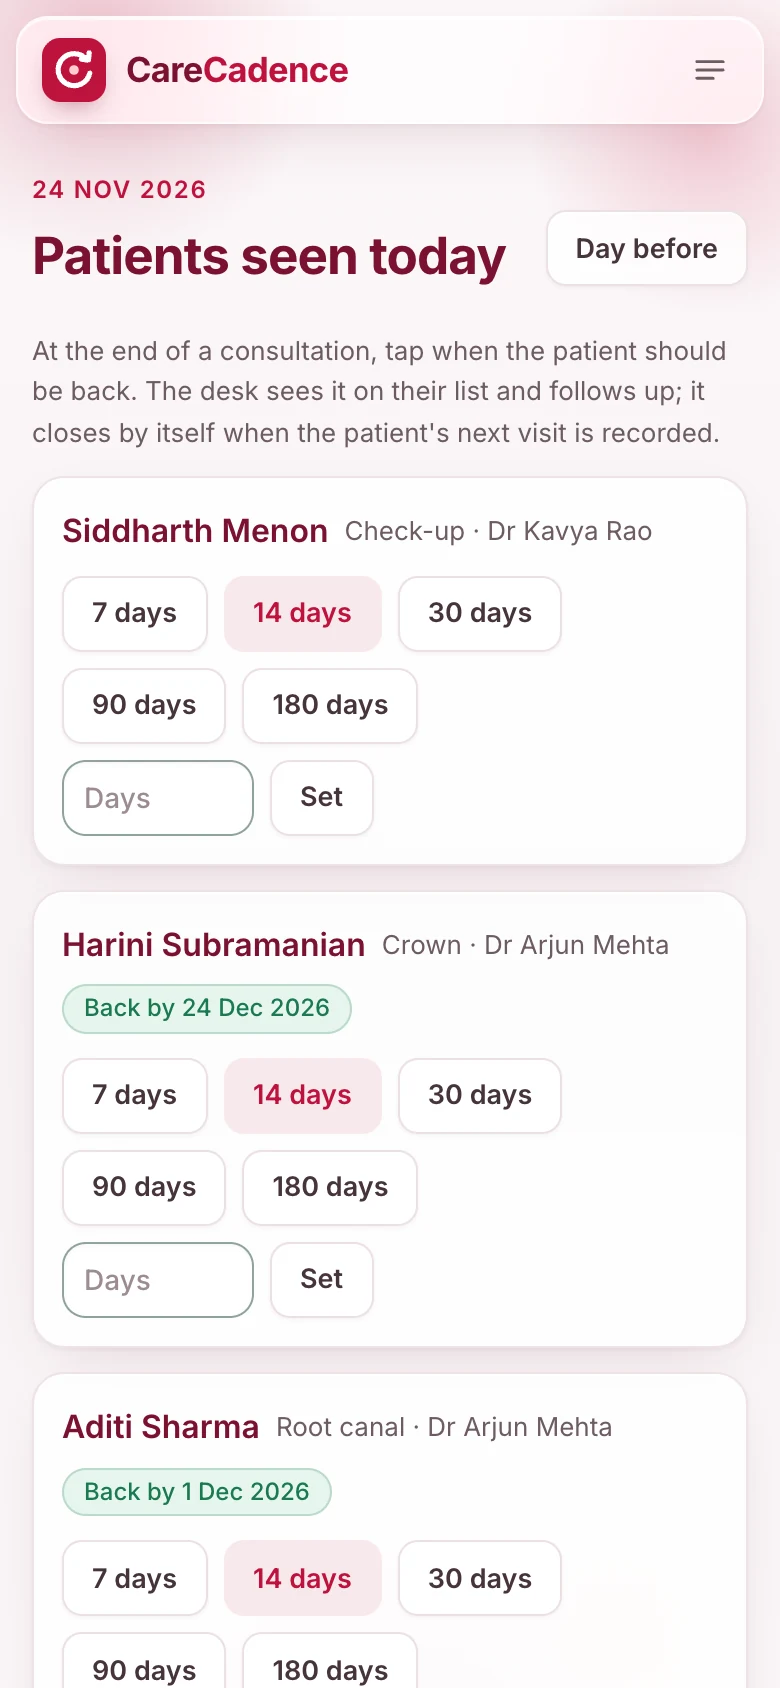 CareCadence
24 NOV 2026
Patients seen today
Day before
At the end of a consultation, tap when the patient should
be back. The desk sees it on their list and follows up; it
closes by itself when the patient's next visit is recorded.
Siddharth Menon Check-up · Dr Kavya Rao
7 days 14 days 30 days
90 days 180 days
Days Set
Harini Subramanian Crown · Dr Arjun Mehta
Back by 24 Dec 2026
7 days 14 days 30 days
90 days 180 days
Days Set
Aditi Sharma Root canal · Dr Arjun Mehta
Back by 1 Dec 2026
7 days 14 days 30 days
90 days 180 days